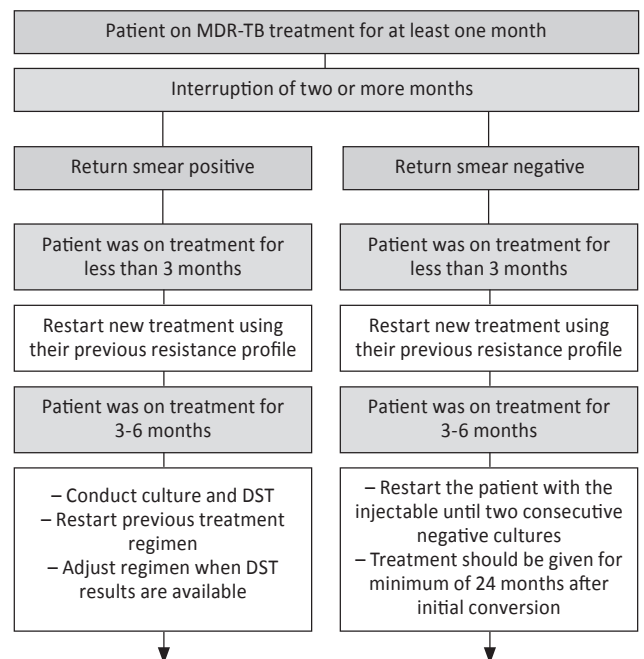 Patient on MDR-TB treatment for at least one month
Interruption of two or more months
Return smear positive
Patient was on treatment for
less than 3 months
Restart new treatment using
their previous resistance profile
Patient was on treatment for
3-6 months
– Conduct culture and DST
– Restart previous treatment
regimen
– Adjust regimen when DST
results are available
Return smear negative
Patient was on treatment for
less than 3 months
Restart new treatment using
their previous resistance profile
Patient was on treatment for
3-6 months
– Restart the patient with the
injectable until two consecutive
negative cultures
– Treatment should be given for
minimum of 24 months after
initial conversion